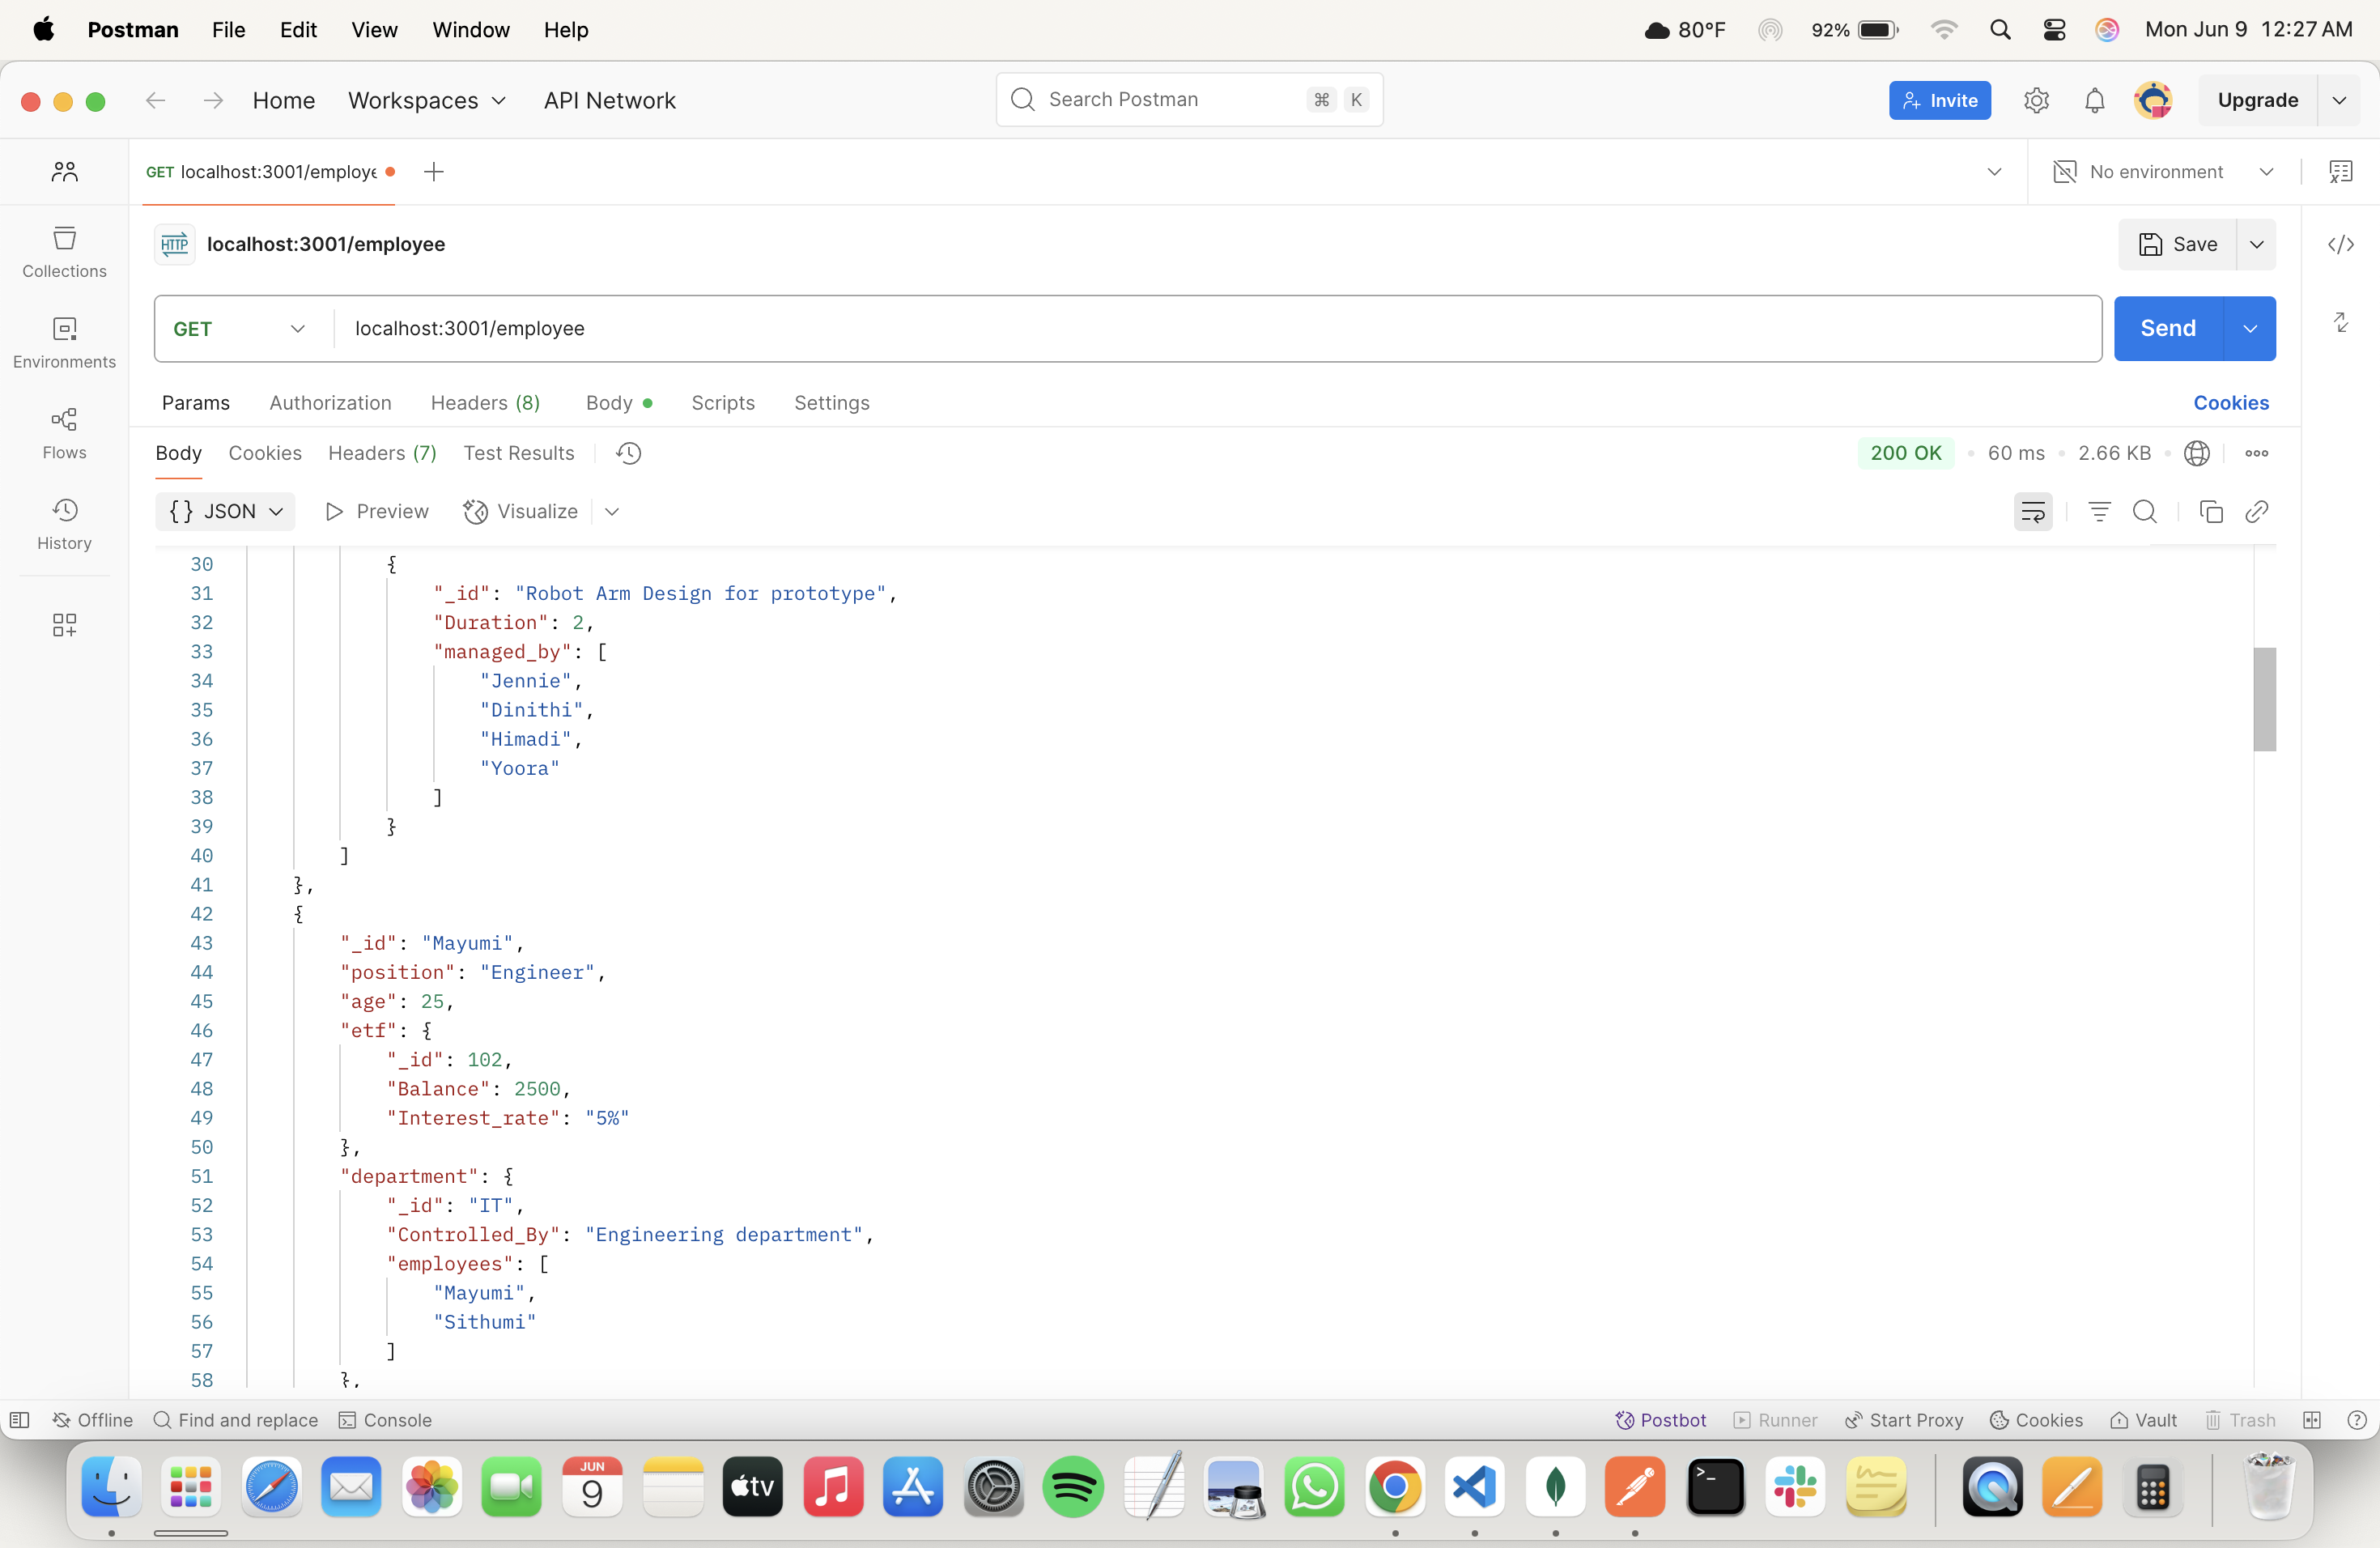 Postman File Edit View Window Help 80°F 92% Mon Jun 9 12:27 AM
Home Workspaces API Network Search Postman ⌘ K Invite Upgrade
GET localhost:3001/employe No environment
HTTP localhost:3001/employee Save
Collections
GET localhost:3001/employee Send
Environments
Params Authorization Headers (8) Body Scripts Settings Cookies
Flows
Body Cookies Headers (7) Test Results 200 OK 60 ms 2.66 KB
{} JSON Preview Visualize
History
30 {
31 "_id": "Robot Arm Design for prototype",
32 "Duration": 2,
33 "managed_by": [
34 "Jennie",
35 "Dinithi",
36 "Himadi",
37 "Yoora"
38 ]
39 }
40 ]
41 },
42 {
43 "_id": "Mayumi",
44 "position": "Engineer",
45 "age": 25,
46 "etf": {
47 "_id": 102,
48 "Balance": 2500,
49 "Interest_rate": "5%"
50 },
51 "department": {
52 "_id": "IT",
53 "Controlled_By": "Engineering department",
54 "employees": [
55 "Mayumi",
56 "Sithumi"
57 ]
58 },
Offline Find and replace Console Postbot Runner Start Proxy Cookies Vault Trash
JUN
9
tv